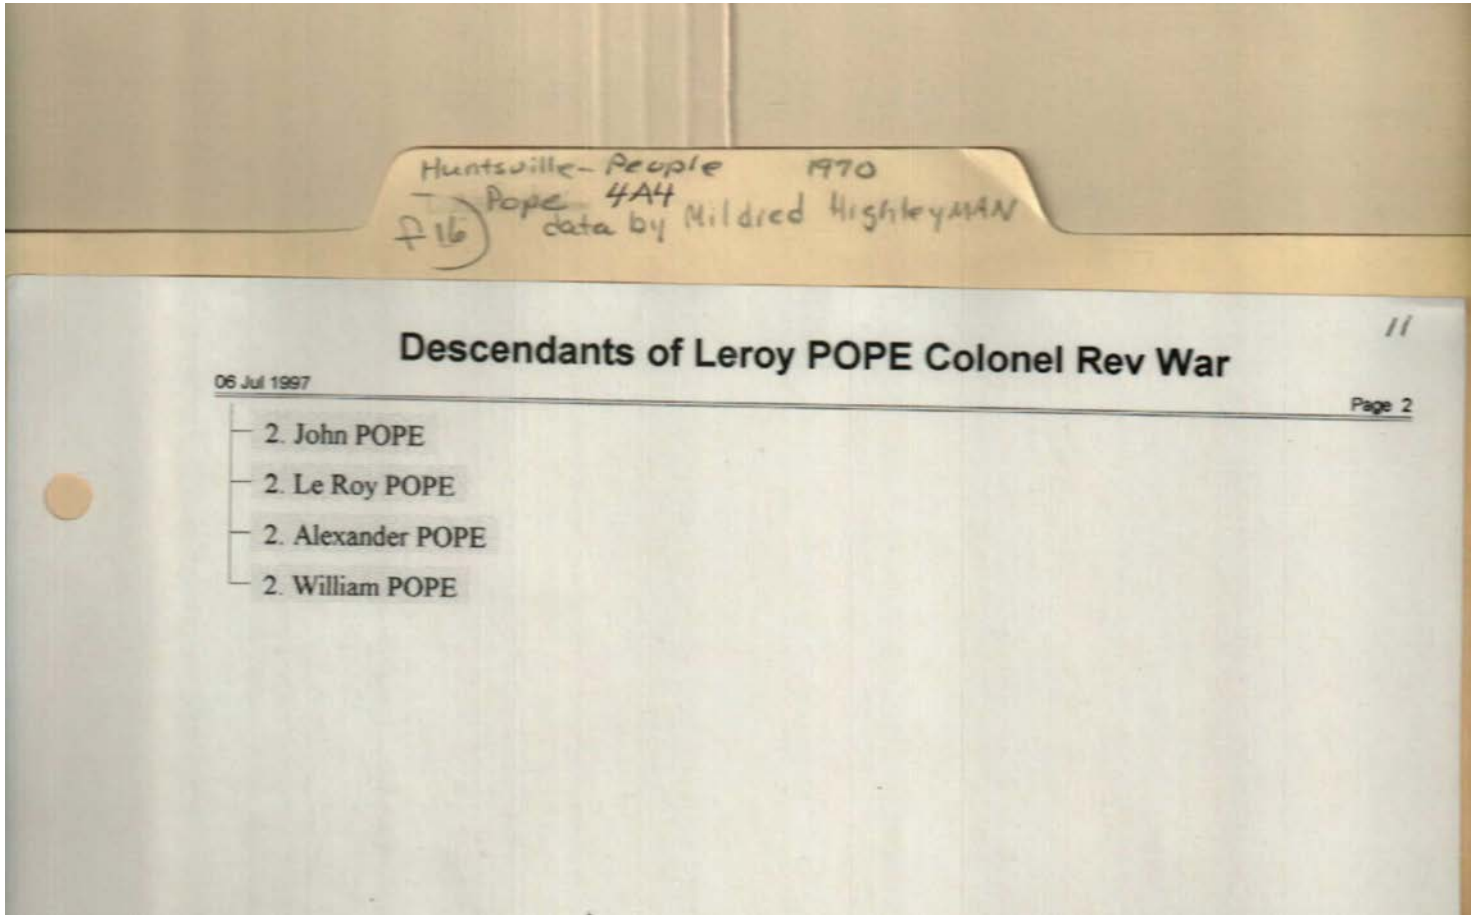 Huntsville - People 1970
Pope 4A4
f16) data by Mildred HighleyMAN
11
Descendants of Leroy POPE Colonel Rev War
06 Jul 1997
Page 2
2. John POPE
2. Le Roy POPE
2. Alexander POPE
2. William POPE